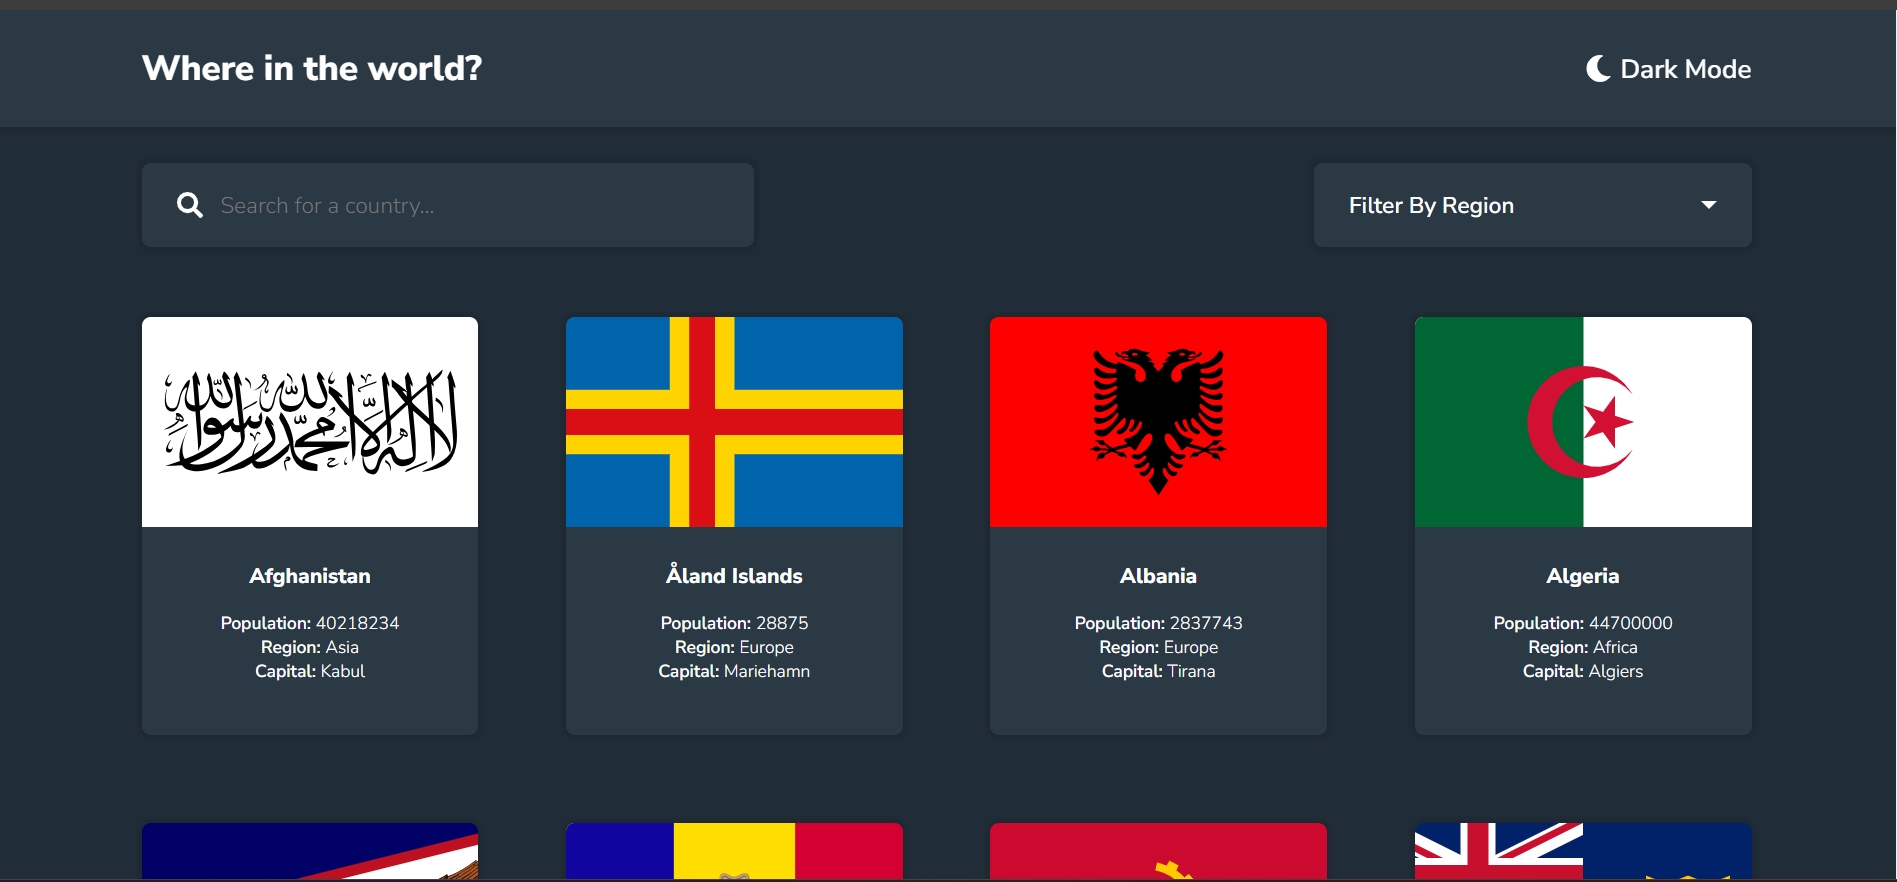 Where in the world?
Dark Mode
Search for a country...
Filter By Region
لا إله إلا الله محمد رسول الله
Afghanistan
Population: 40218234
Region: Asia
Capital: Kabul
Åland Islands
Population: 28875
Region: Europe
Capital: Mariehamn
Albania
Population: 2837743
Region: Europe
Capital: Tirana
Algeria
Population: 44700000
Region: Africa
Capital: Algiers